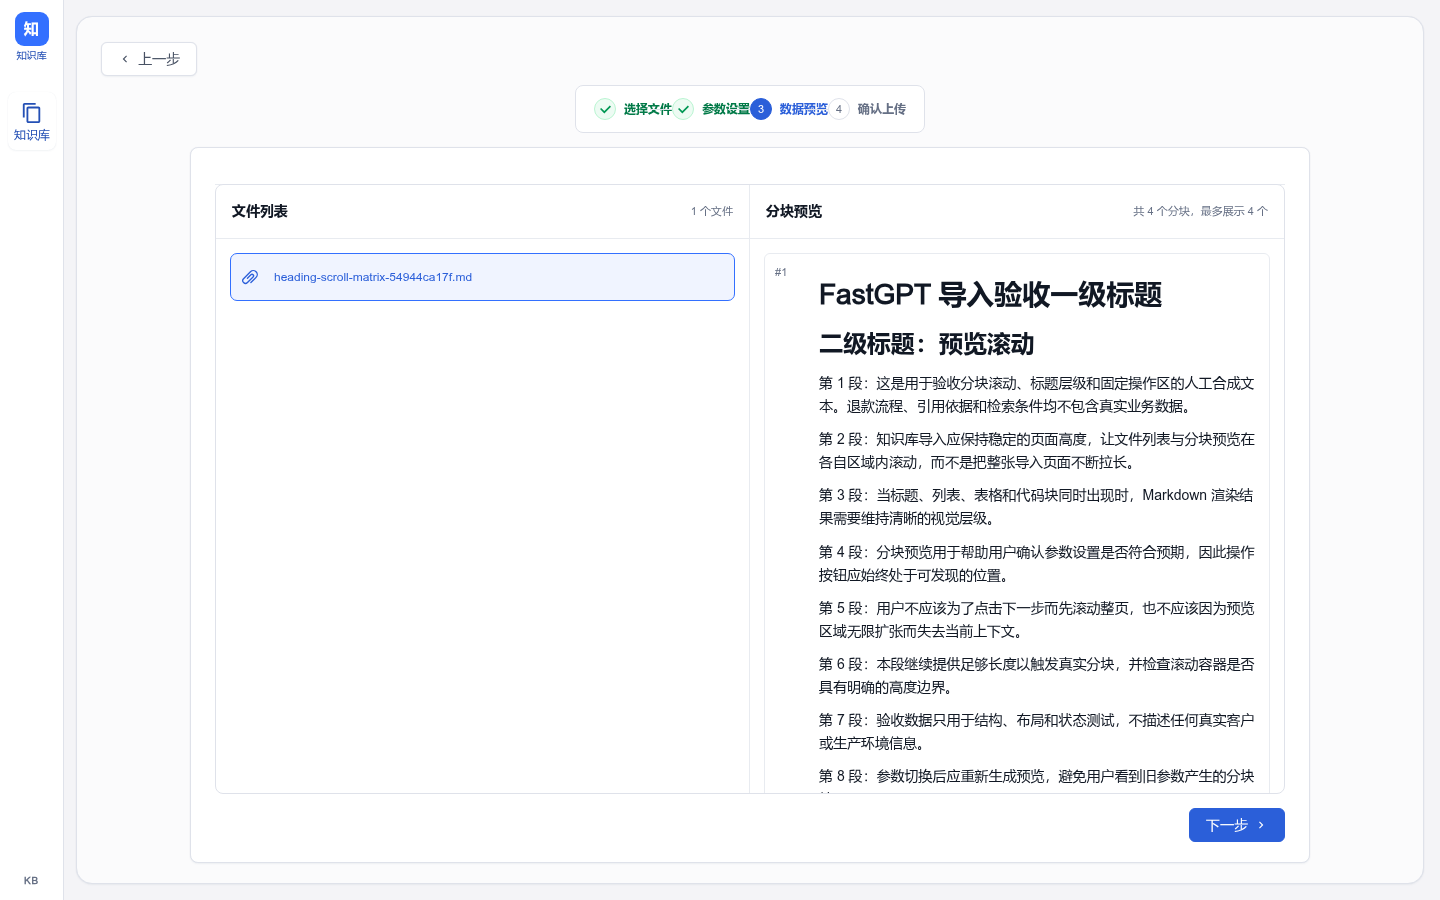 知
知识库
知识库
KB
上一步
选择文件 参数设置 3 数据预览 4 确认上传
文件列表
1 个文件
heading-scroll-matrix-54944ca17f.md
分块预览
共 4 个分块，最多展示 4 个
#1
FastGPT 导入验收一级标题
二级标题：预览滚动
第 1 段：这是用于验收分块滚动、标题层级和固定操作区的人工合成文
本。退款流程、引用依据和检索条件均不包含真实业务数据。
第 2 段：知识库导入应保持稳定的页面高度，让文件列表与分块预览在
各自区域内滚动，而不是把整张导入页面不断拉长。
第 3 段：当标题、列表、表格和代码块同时出现时，Markdown 渲染结
果需要维持清晰的视觉层级。
第 4 段：分块预览用于帮助用户确认参数设置是否符合预期，因此操作
按钮应始终处于可发现的位置。
第 5 段：用户不应该为了点击下一步而先滚动整页，也不应该因为预览
区域无限扩张而失去当前上下文。
第 6 段：本段继续提供足够长度以触发真实分块，并检查滚动容器是否
具有明确的高度边界。
第 7 段：验收数据只用于结构、布局和状态测试，不描述任何真实客户
或生产环境信息。
第 8 段：参数切换后应重新生成预览，避免用户看到旧参数产生的分块
下一步